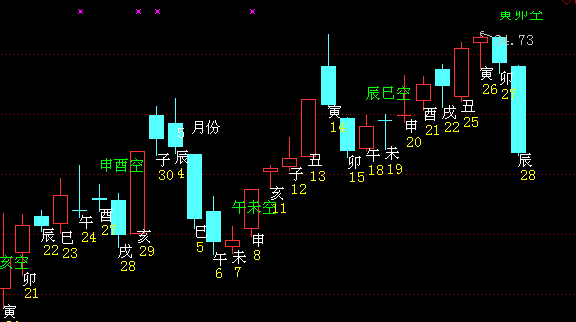 寅卯空
34.73
寅
26
卯
27
辰
28
辰巳空
戌
22
丑
25
酉
21
申
20
未
19
午
18
卯
15
寅
14
丑
13
子
12
亥
11
午未空
申
8
未
7
午
6
巳
5
5 月份
辰
4
子
30
申酉空
亥
29
戌
28
酉
27
午
24
巳
23
辰
22
卯
21
亥空
寅